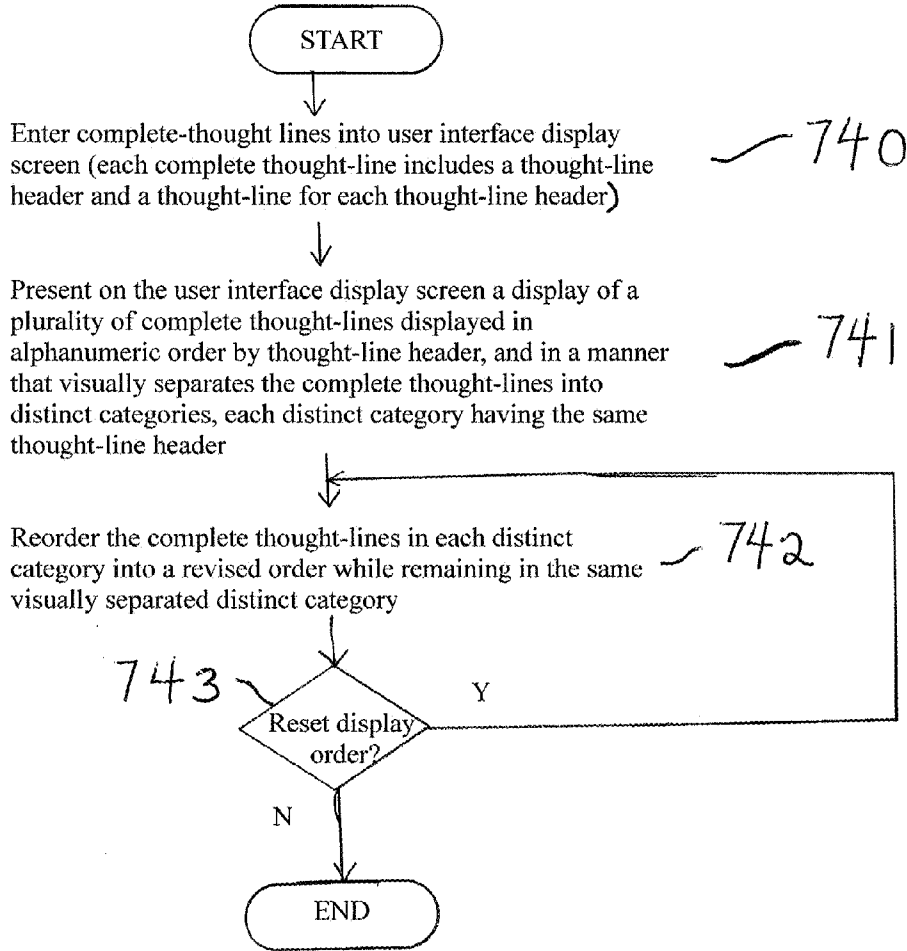 START
Enter complete-thought lines into user interface display
screen (each complete thought-line includes a thought-line
header and a thought-line for each thought-line header)
740
Present on the user interface display screen a display of a
plurality of complete thought-lines displayed in
alphanumeric order by thought-line header, and in a manner
that visually separates the complete thought-lines into
distinct categories, each distinct category having the same
thought-line header
741
Reorder the complete thought-lines in each distinct
category into a revised order while remaining in the same
visually separated distinct category
742
743
Reset display
order?
Y
N
END